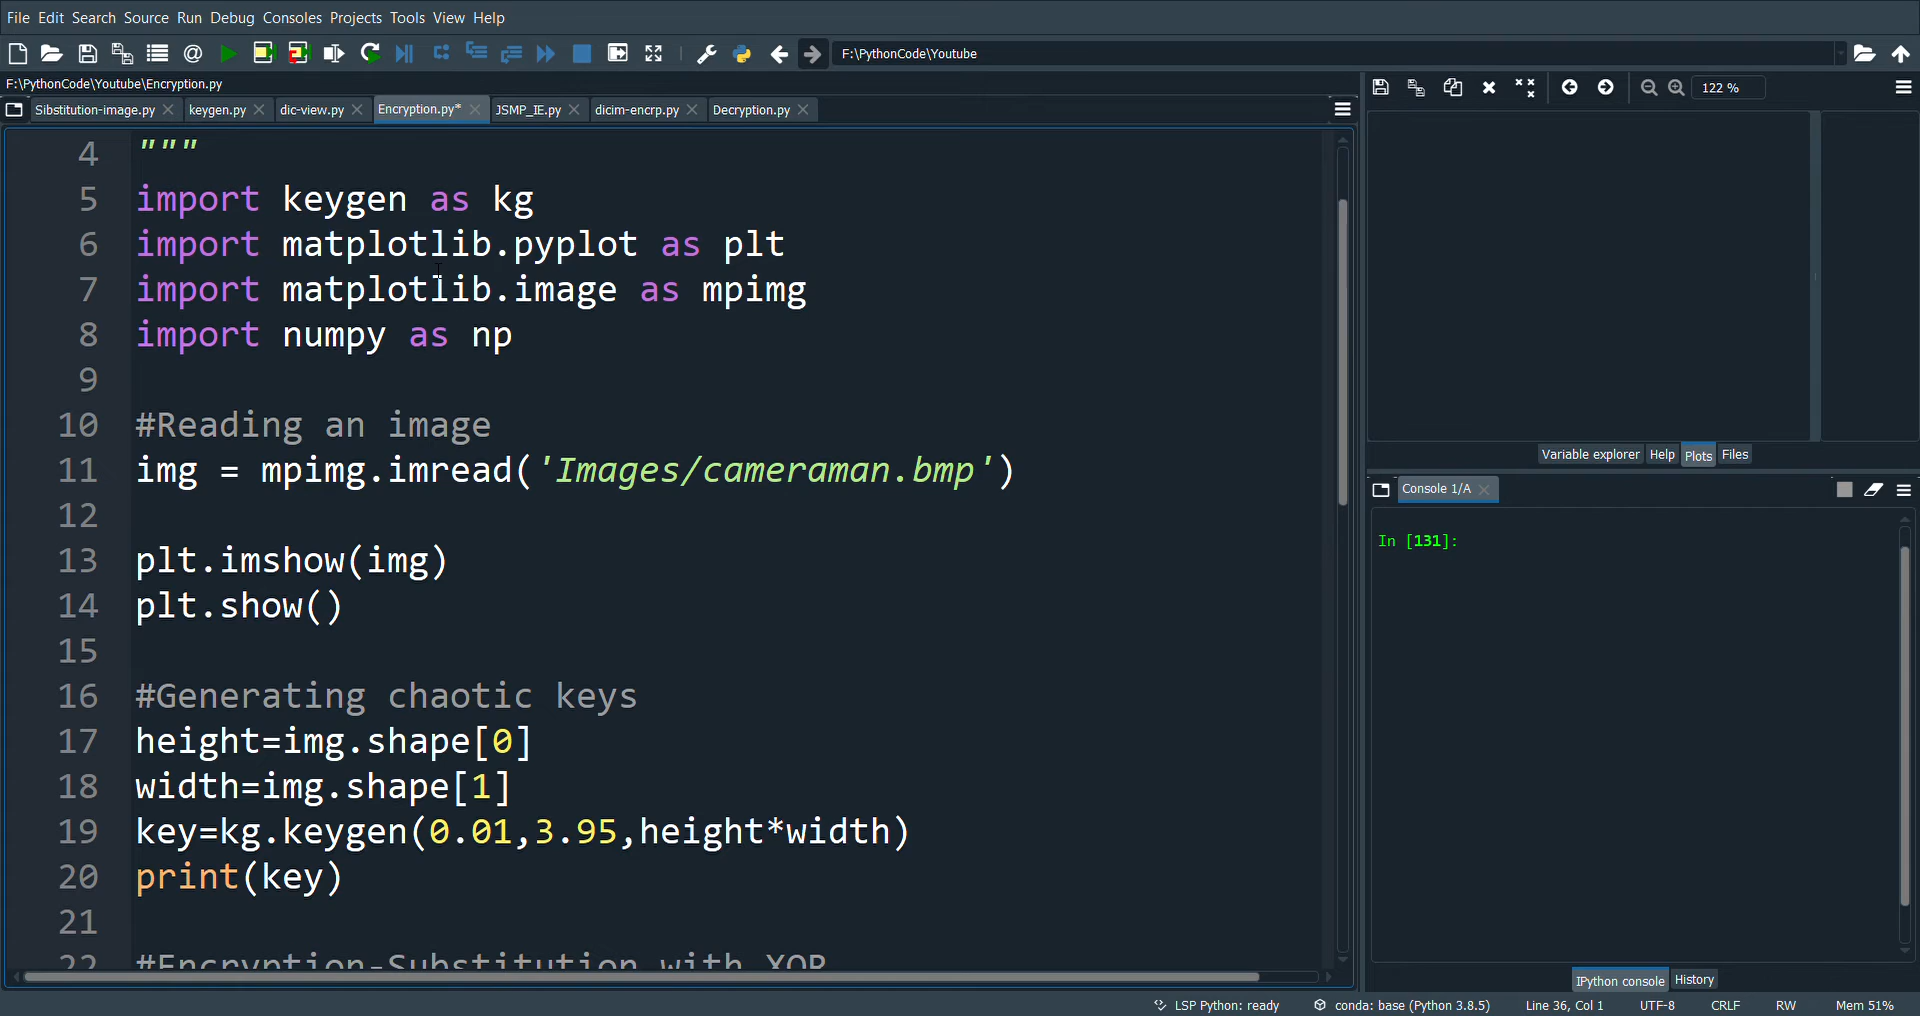 File Edit Search Source Run Debug Consoles Projects Tools View Help
F:\PythonCode\Youtube
F:\PythonCode\Youtube\Encryption.py
Sibstitution-image.py keygen.py dic-view.py Encryption.py* JSMP_IE.py dicim-encrp.py Decryption.py
122 %
4 """
5 import keygen as kg
6 import matplotlib.pyplot as plt
7 import matplotlib.image as mpimg
8 import numpy as np
9
10 #Reading an image
11 img = mpimg.imread('Images/cameraman.bmp')
12
13 plt.imshow(img)
14 plt.show()
15
16 #Generating chaotic keys
17 height=img.shape[0]
18 width=img.shape[1]
19 key=kg.keygen(0.01,3.95,height*width)
20 print(key)
21
22 #Encryption-Substitution with XOR
Variable explorer Help Plots Files
Console 1/A
In [131]:
IPython console History
LSP Python: ready conda: base (Python 3.8.5) Line 36, Col 1 UTF-8 CRLF RW Mem 51%